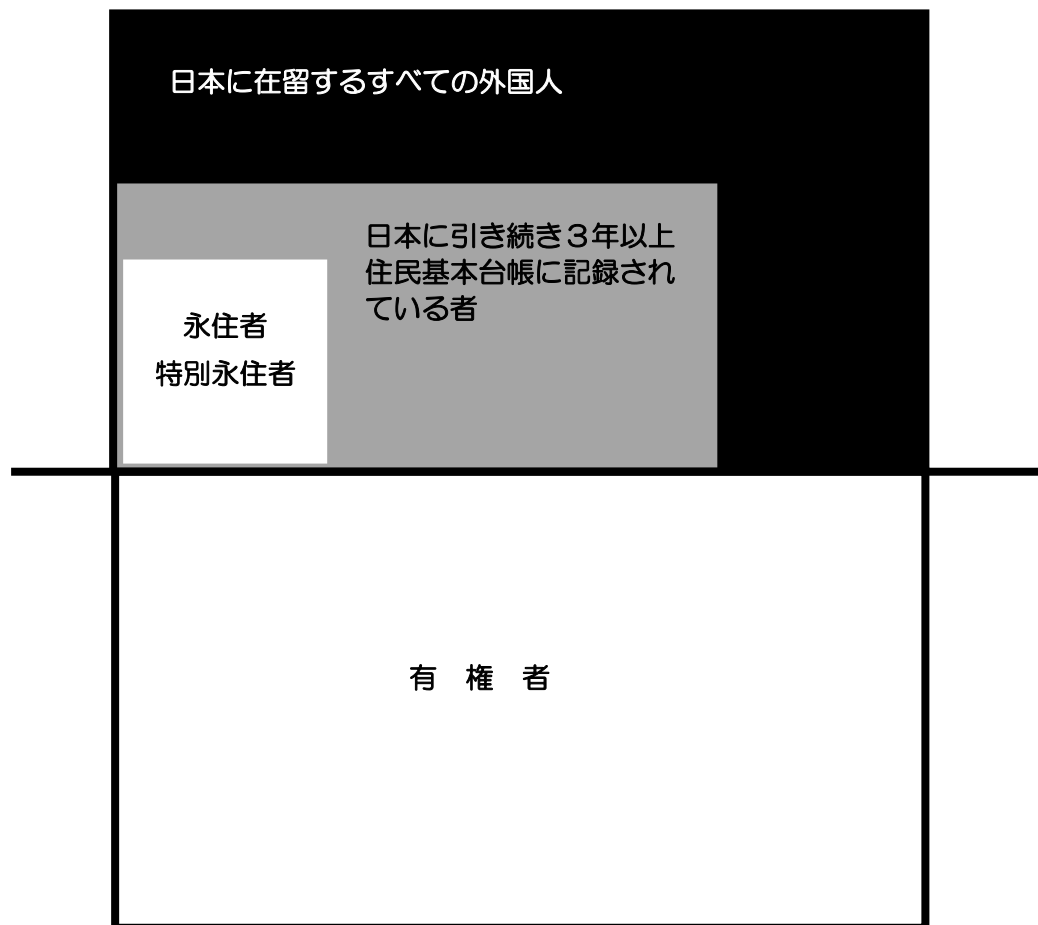 日本に在留するすべての外国人
日本に引き続き３年以上
住民基本台帳に記録され
ている者
永住者
特別永住者
有　権　者